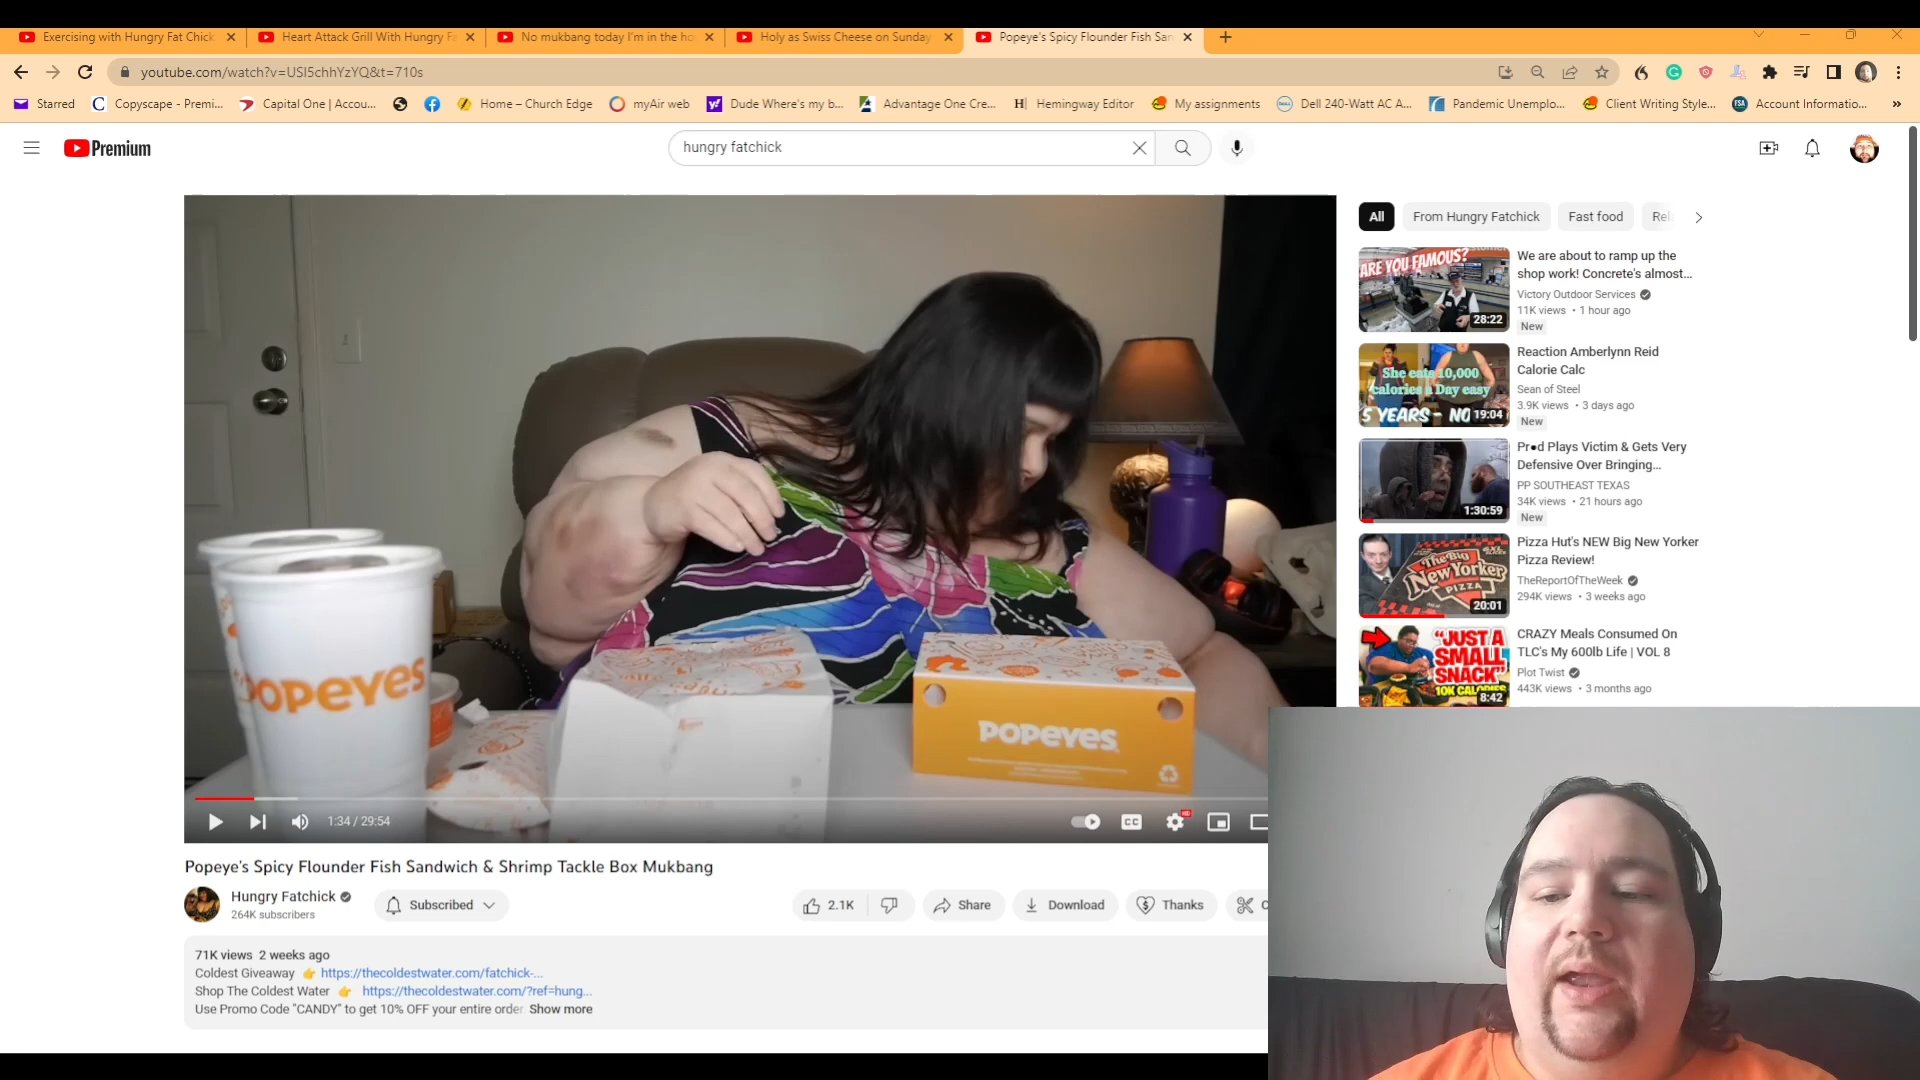 Exercising with Hungry Fat Chick
Heart Attack Grill With Hungry Fa
No mukbang today I'm in the ho
Holy as Swiss Cheese on Sunday
Popeye's Spicy Flounder Fish San
youtube.com/watch?v=USI5chhYzYQ&t=710s
Starred
Copyscape - Premi...
Capital One | Accou...
Home – Church Edge
myAir web
Dude Where's my b...
Advantage One Cre...
Hemingway Editor
My assignments
Dell 240-Watt AC A...
Pandemic Unemplo...
Client Writing Style...
Account Informatio...
Premium
hungry fatchick
All
From Hungry Fatchick
Fast food
Rel
ARE YOU FAMOUS?
28:22
We are about to ramp up the
shop work! Concrete's almost...
Victory Outdoor Services
11K views • 1 hour ago
New
She eats 10,000
calories a Day easy
5 YEARS - NO
19:04
Reaction Amberlynn Reid
Calorie Calc
Sean of Steel
3.9K views • 3 days ago
New
1:30:59
Pr●d Plays Victim & Gets Very
Defensive Over Bringing...
PP SOUTHEAST TEXAS
34K views • 21 hours ago
New
The Big
New Yorker
PIZZA
20:01
Pizza Hut's NEW Big New Yorker
Pizza Review!
TheReportOfTheWeek
294K views • 3 weeks ago
"JUST A
SMALL
SNACK"
10K CALORIES
8:42
CRAZY Meals Consumed On
TLC's My 600lb Life | VOL 8
Plot Twist
443K views • 3 months ago
POPEYES
POPEYES
1:34 / 29:54
CC
HD
Popeye's Spicy Flounder Fish Sandwich & Shrimp Tackle Box Mukbang
Hungry Fatchick
264K subscribers
Subscribed
2.1K
Share
Download
Thanks
C
71K views 2 weeks ago
Coldest Giveaway 👉 https://thecoldestwater.com/fatchick-...
Shop The Coldest Water 👉 https://thecoldestwater.com/?ref=hung...
Use Promo Code "CANDY" to get 10% OFF your entire order Show more